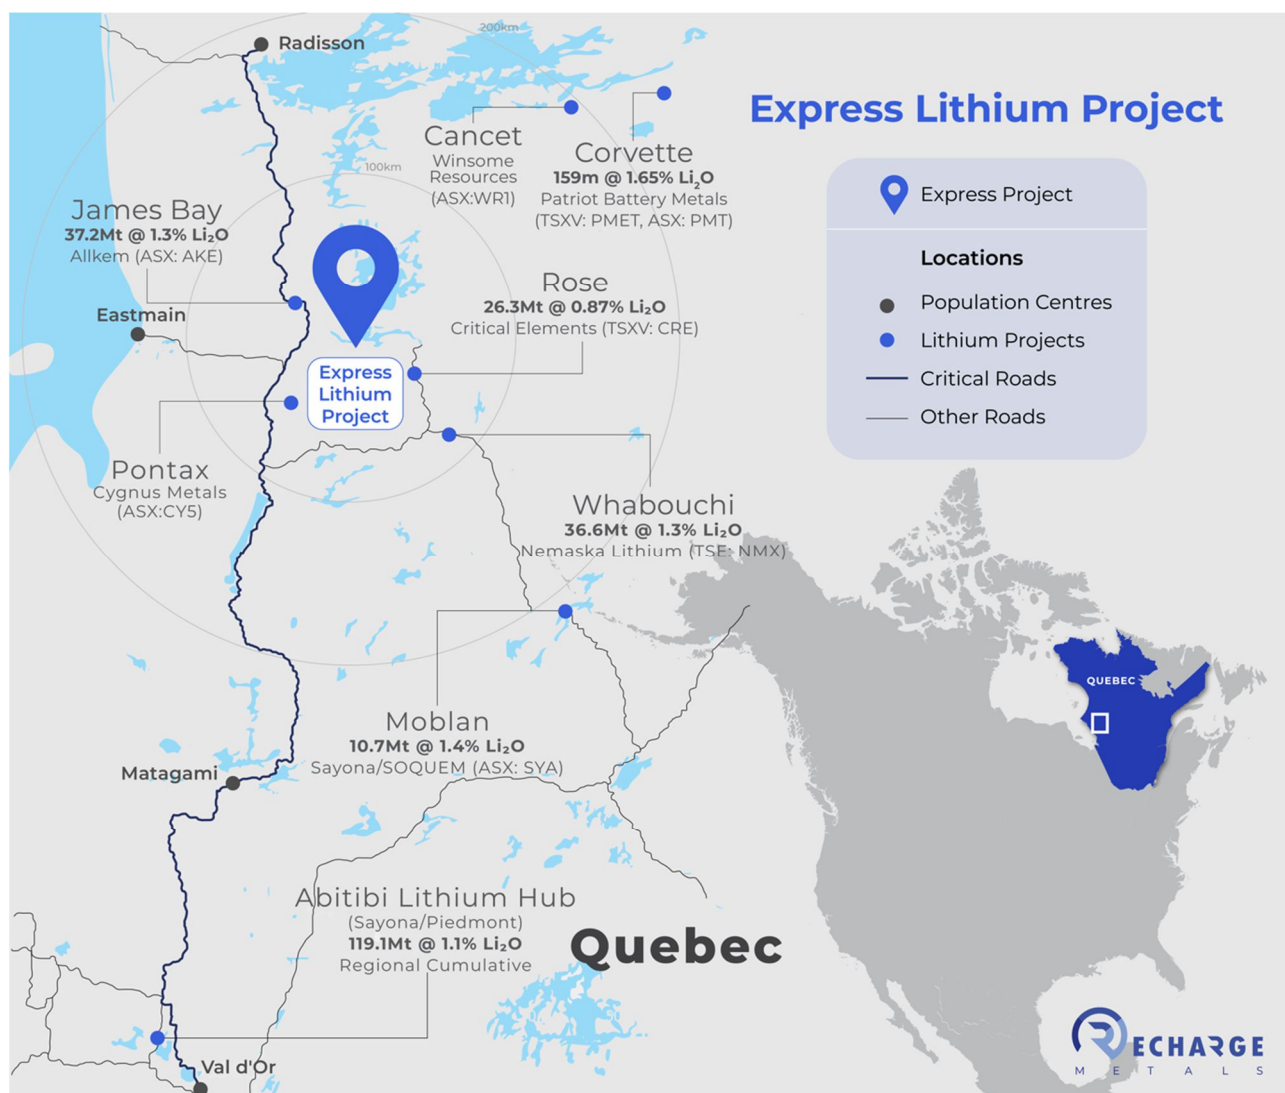 200km
Radisson
Express Lithium Project
Cancet
Winsome
Resources
(ASX:WR1)
Corvette
159m @ 1.65% Li₂O
Patriot Battery Metals
(TSXV: PMET, ASX: PMT)
100km
Express Project
Locations
Population Centres
Lithium Projects
Critical Roads
Other Roads
James Bay
37.2Mt @ 1.3% Li₂O
Allkem (ASX: AKE)
Rose
26.3Mt @ 0.87% Li₂O
Critical Elements (TSXV: CRE)
Eastmain
Express
Lithium
Project
Pontax
Cygnus Metals
(ASX:CY5)
Whabouchi
36.6Mt @ 1.3% Li₂O
Nemaska Lithium (TSE: NMX)
QUEBEC
Moblan
10.7Mt @ 1.4% Li₂O
Sayona/SOQUEM (ASX: SYA)
Matagami
Abitibi Lithium Hub
(Sayona/Piedmont)
119.1Mt @ 1.1% Li₂O
Regional Cumulative
Quebec
Val d'Or
RECHARGE
METALS